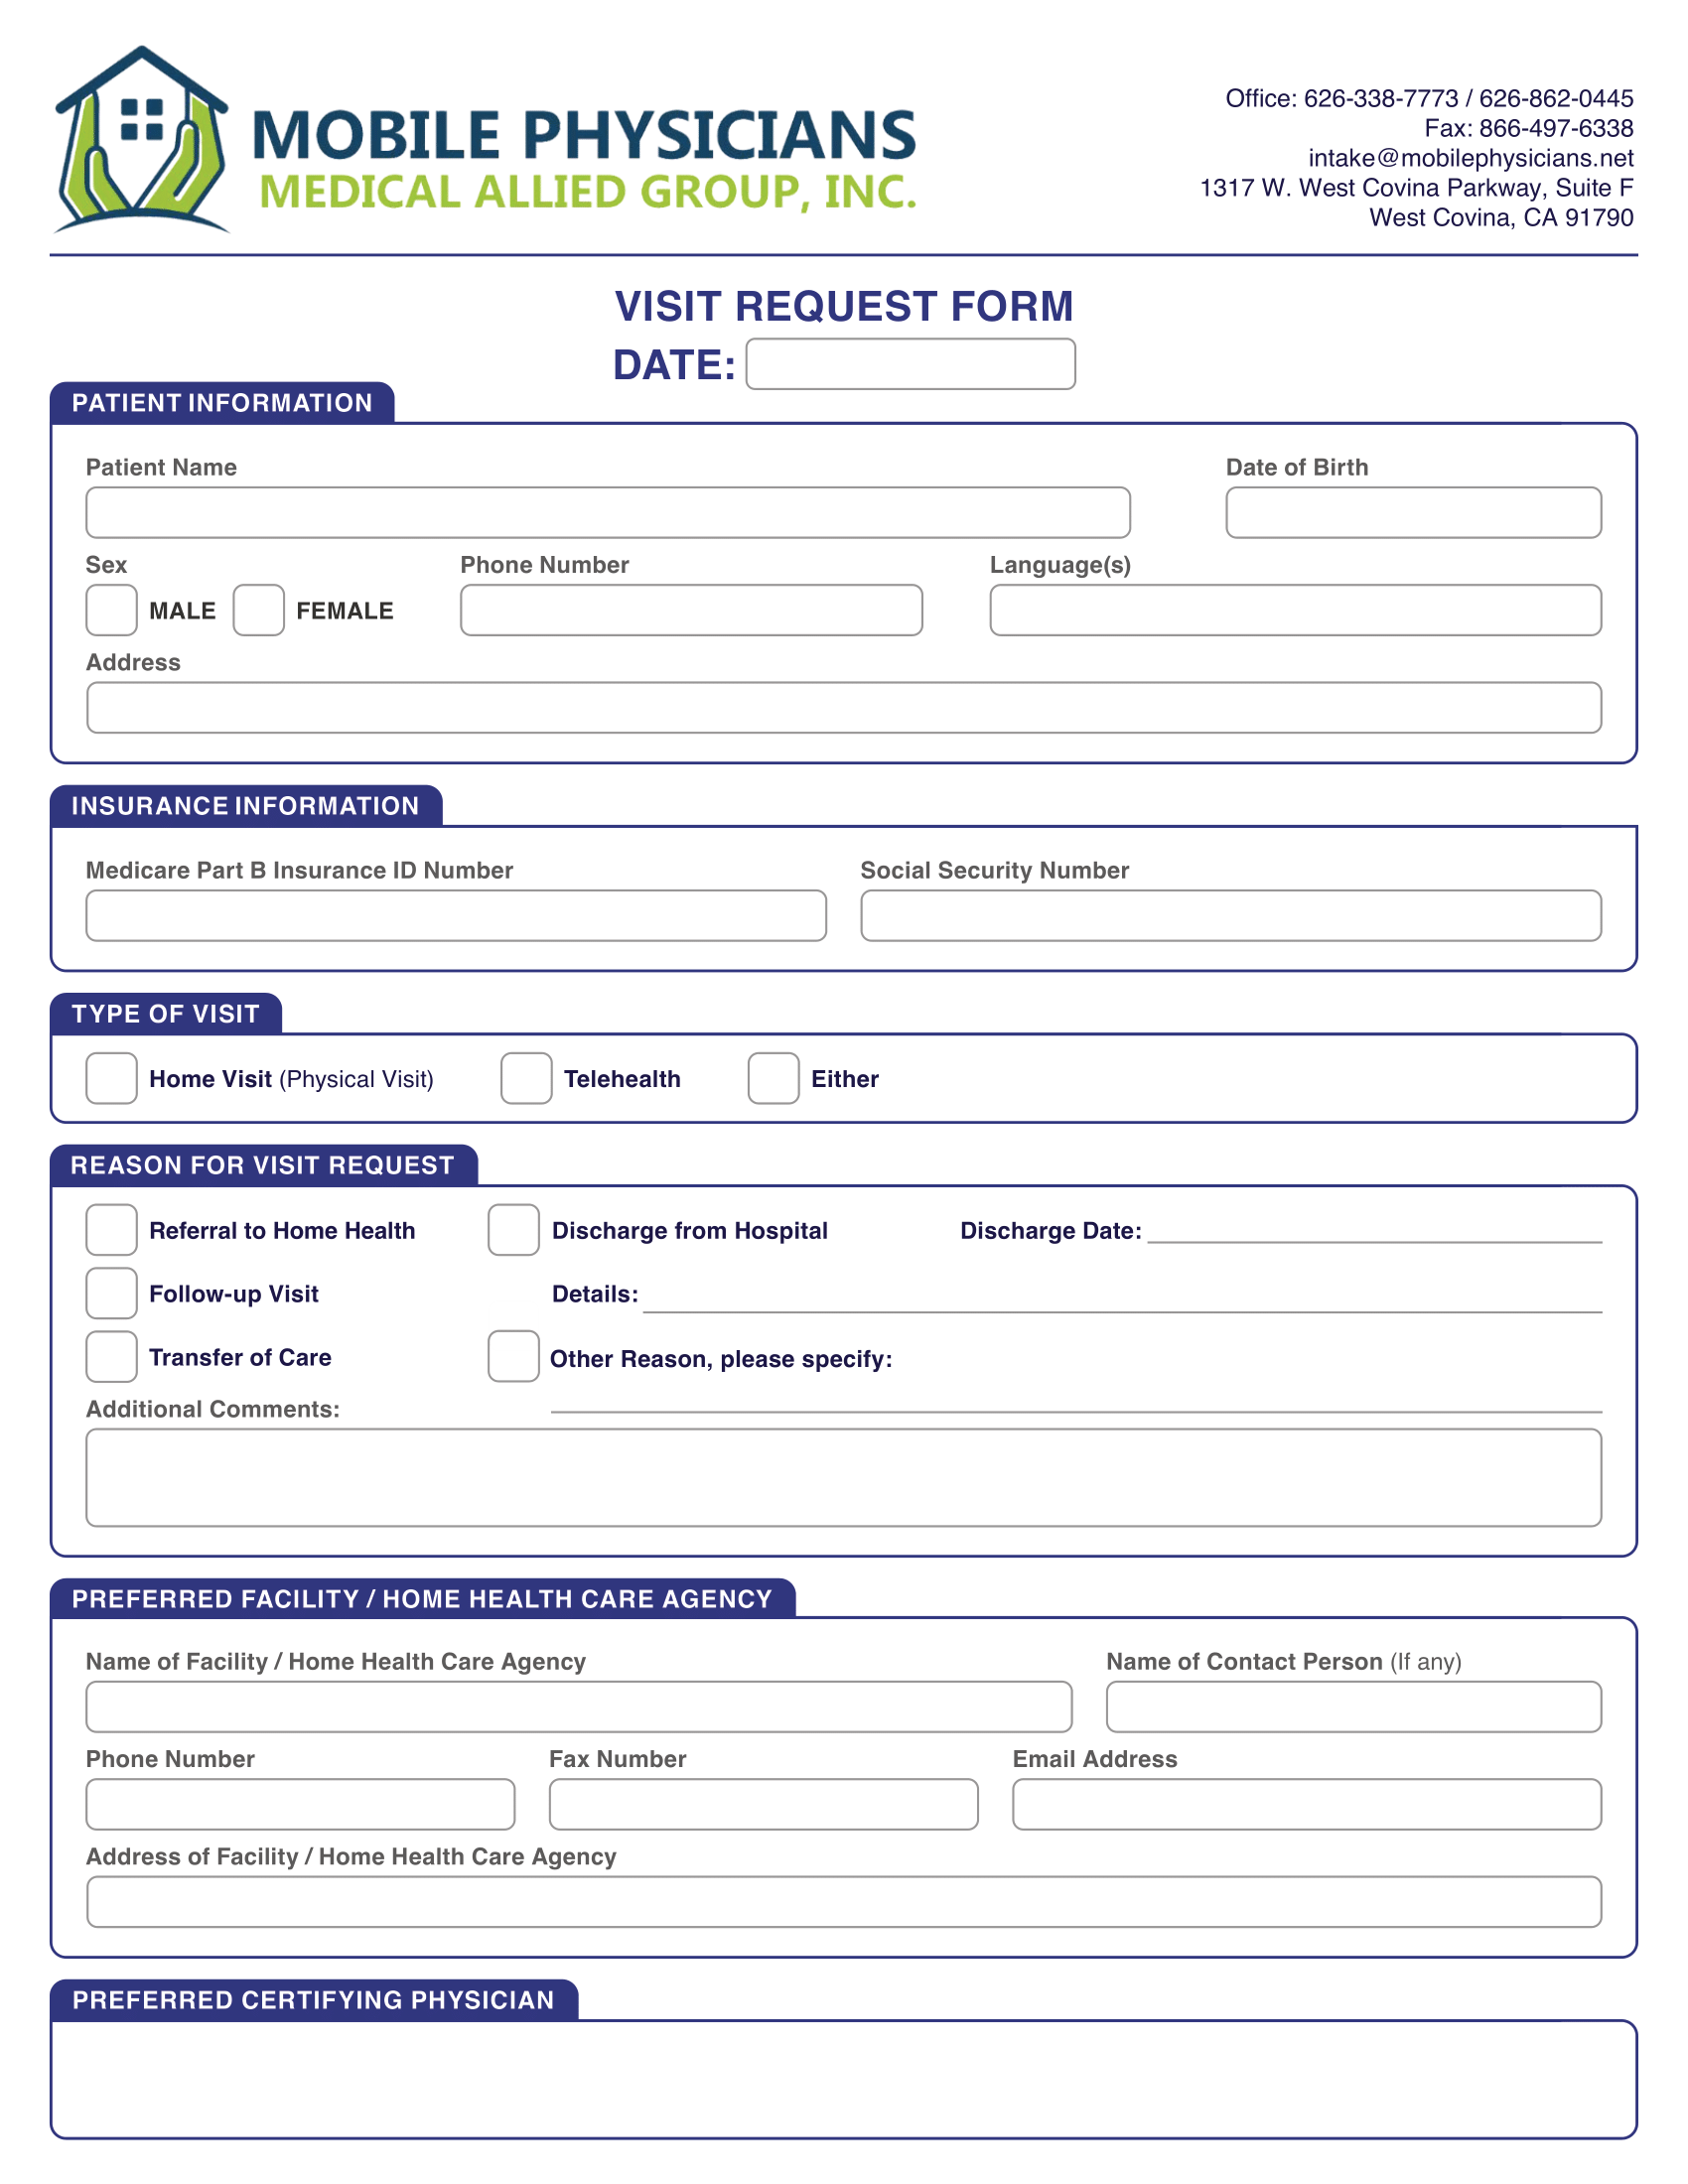 MOBILE PHYSICIANS
MEDICAL ALLIED GROUP, INC.
Office: 626-338-7773 / 626-862-0445
Fax: 866-497-6338
intake@mobilephysicians.net
1317 W. West Covina Parkway, Suite F
West Covina, CA 91790
VISIT REQUEST FORM
DATE:
PATIENT INFORMATION
Patient Name Date of Birth
Sex Phone Number Language(s)
MALE FEMALE
Address
INSURANCE INFORMATION
Medicare Part B Insurance ID Number Social Security Number
TYPE OF VISIT
Home Visit (Physical Visit) Telehealth Either
REASON FOR VISIT REQUEST
Referral to Home Health Discharge from Hospital Discharge Date:
Follow-up Visit Details:
Transfer of Care Other Reason, please specify:
Additional Comments:
PREFERRED FACILITY / HOME HEALTH CARE AGENCY
Name of Facility / Home Health Care Agency Name of Contact Person (If any)
Phone Number Fax Number Email Address
Address of Facility / Home Health Care Agency
PREFERRED CERTIFYING PHYSICIAN